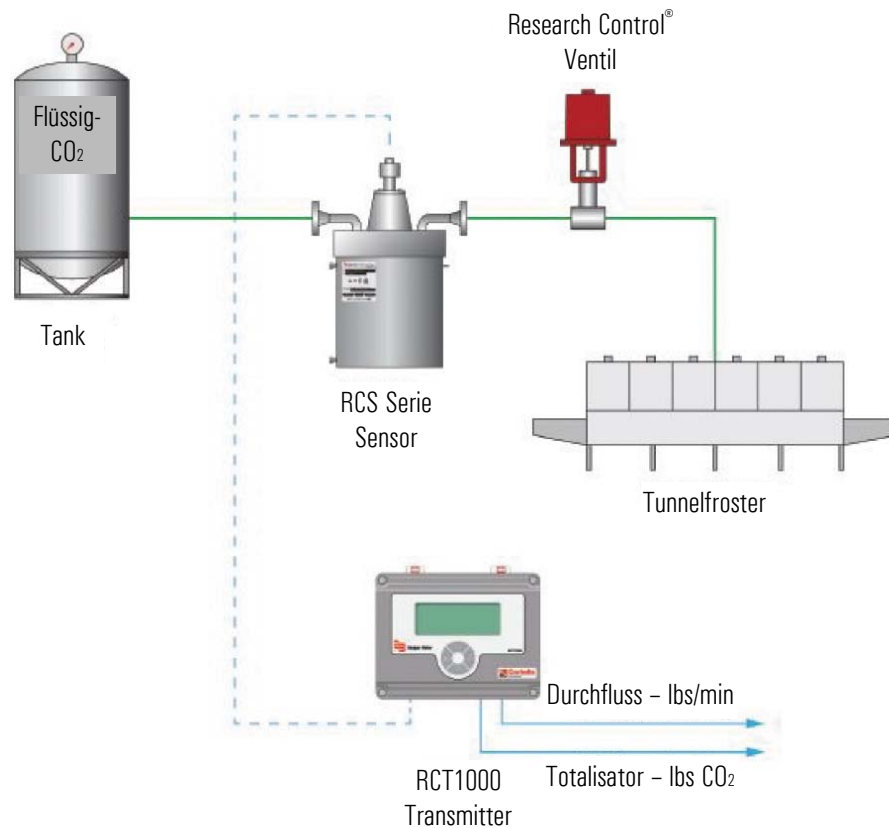 Research Control®
Ventil
Flüssig-
CO₂
Tank
RCS Serie
Sensor
Tunnelfroster
Durchfluss – lbs/min
Totalisator – lbs CO₂
RCT1000
Transmitter